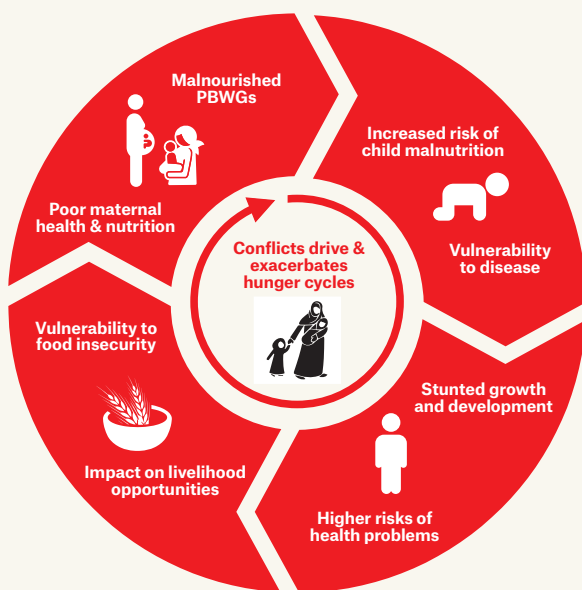 Malnourished
PBWGs
Poor maternal
health & nutrition
Increased risk of
child malnutrition
Vulnerability
to disease
Stunted growth
and development
Higher risks of
health problems
Vulnerability to
food insecurity
Impact on livelihood
opportunities
Conflicts drive &
exacerbates
hunger cycles